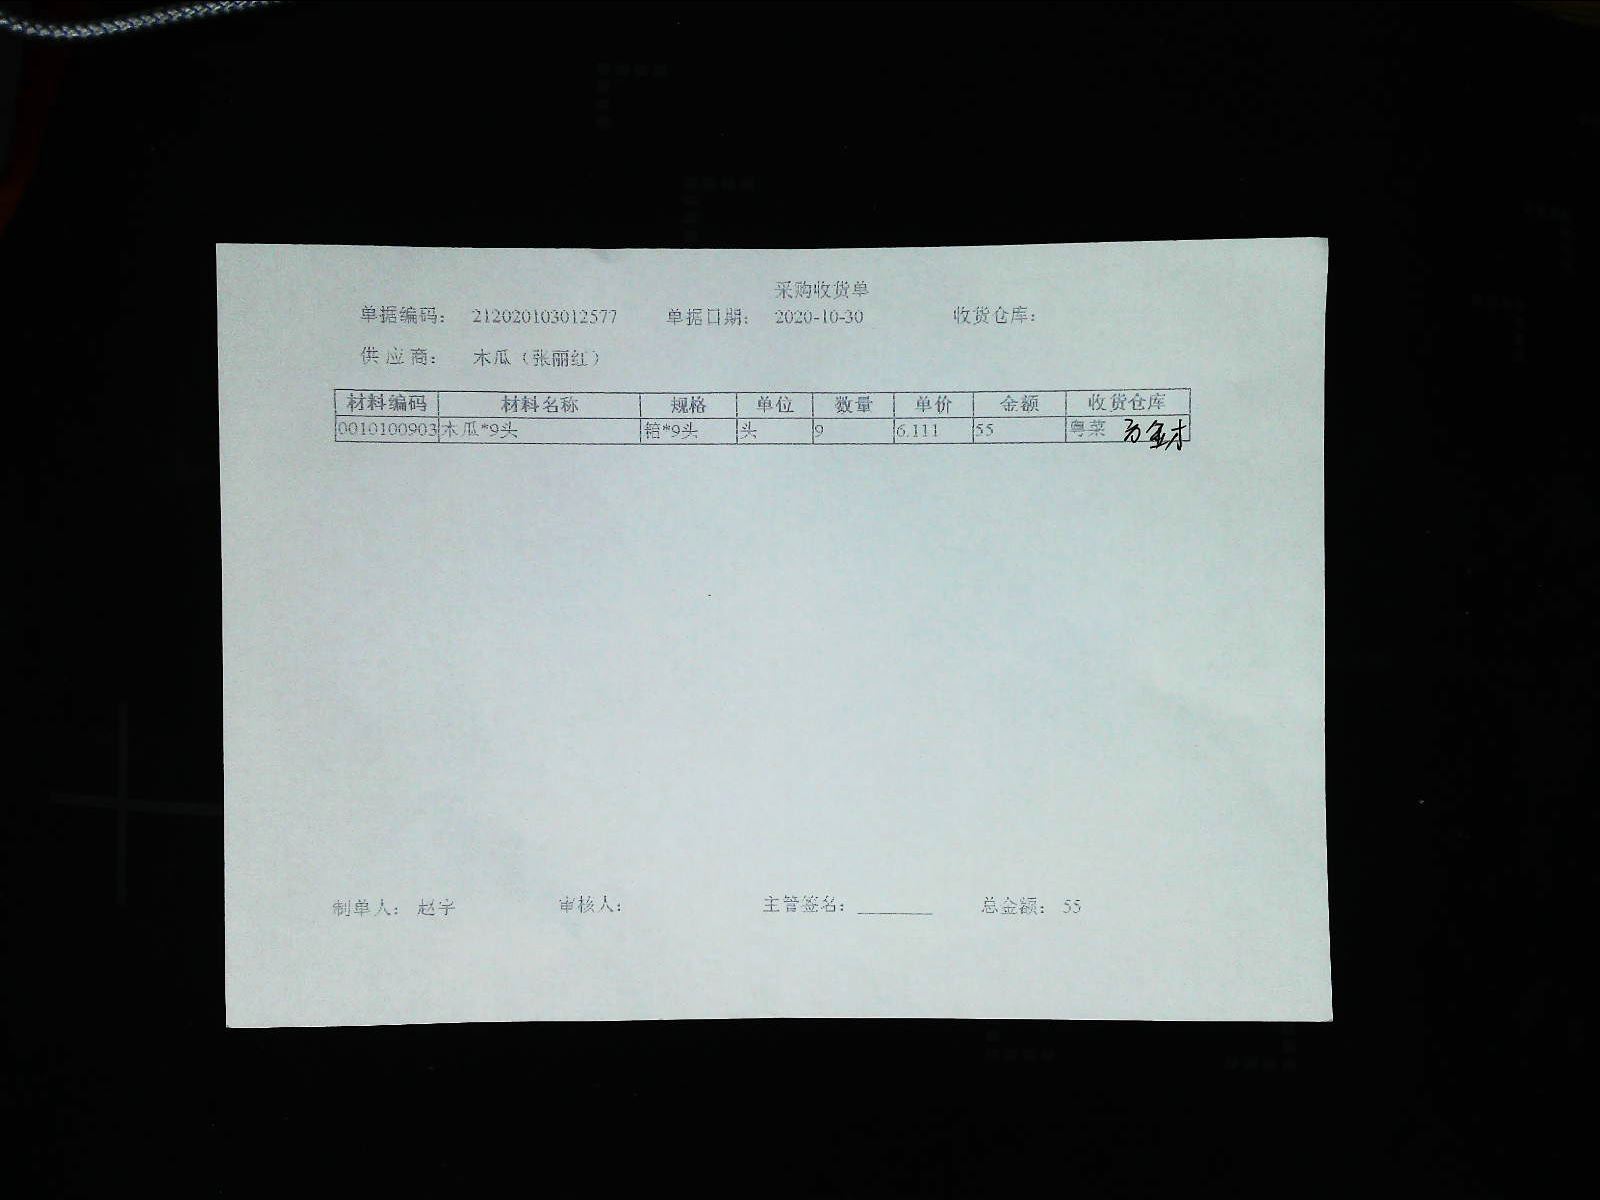 采购收货单
单据编码： 212020103012577 单据日期： 2020-10-30 收货仓库：
供应商： 木瓜（张丽红）
材料编码 材料名称 规格 单位 数量 单价 金额 收货仓库
0010100903 木瓜*9头 箱*9头 头 9 6.111 55 粤菜
制单人： 赵宇 审核人： 主管签名： ________ 总金额： 55